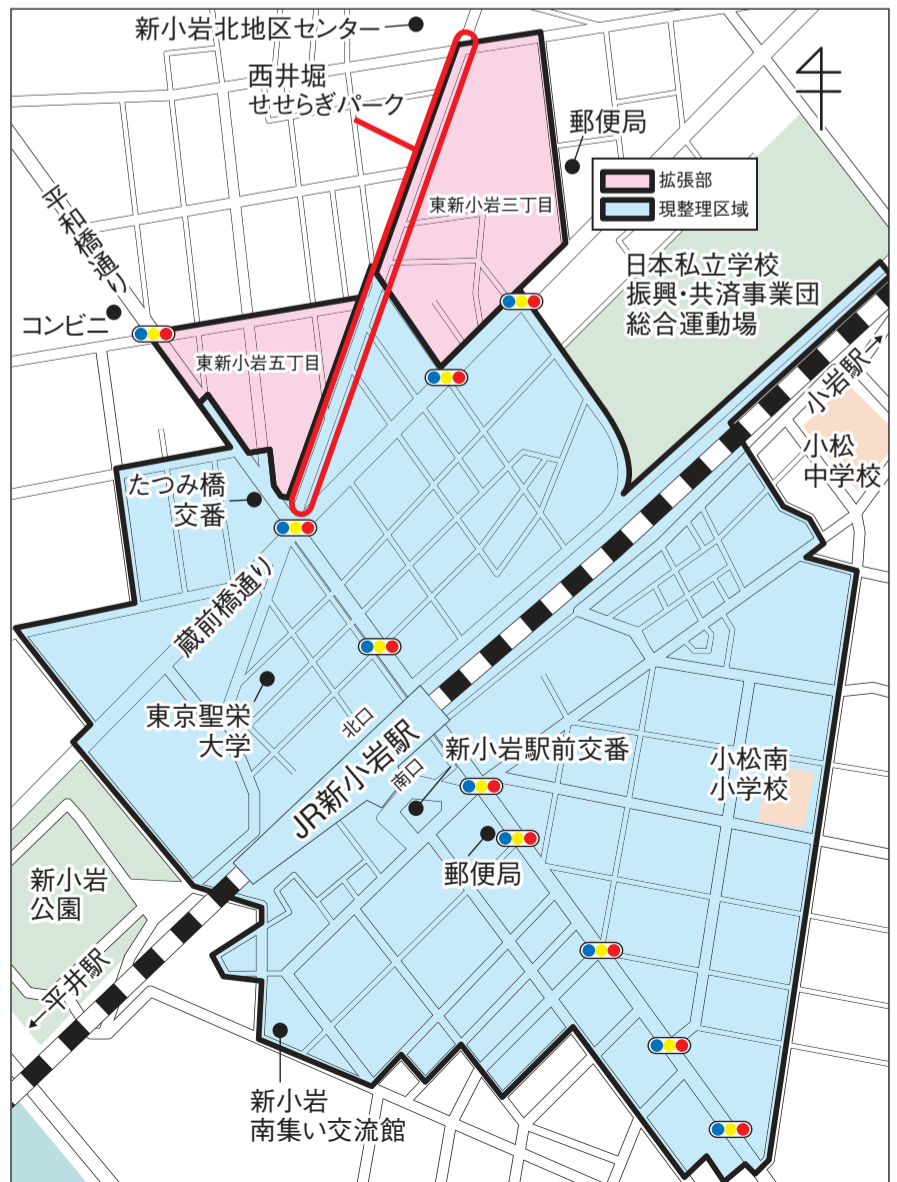 新小岩北地区センター
西井堀
せせらぎパーク
郵便局
拡張部
現整理区域
平和橋通り
東新小岩三丁目
日本私立学校
振興・共済事業団
総合運動場
コンビニ
東新小岩五丁目
小岩駅
小松
中学校
たつみ橋
交番
蔵前橋通り
東京聖栄
大学
北口
JR新小岩駅
南口
新小岩駅前交番
小松南
小学校
郵便局
新小岩
公園
平井駅
新小岩
南集い交流館